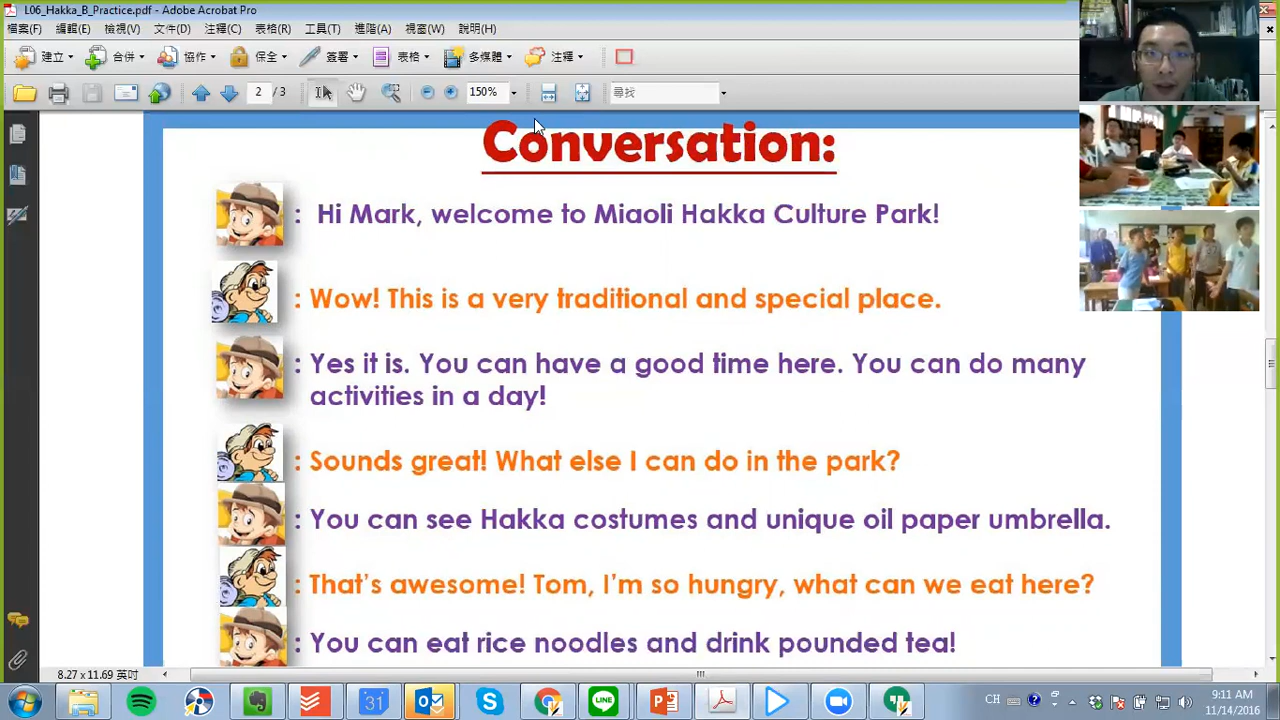 L06_Hakka_B_Practice.pdf - Adobe Acrobat Pro
檔案(F) 編輯(E) 檢視(V) 文件(D) 注釋(C) 表格(R) 工具(T) 進階(A) 視窗(W) 說明(H)
建立 合併 協作 保全 簽署 表格 多媒體 注釋
2 / 3 150% 尋找
Conversation:
: Hi Mark, welcome to Miaoli Hakka Culture Park!
: Wow! This is a very traditional and special place.
: Yes it is. You can have a good time here. You can do many
activities in a day!
: Sounds great! What else I can do in the park?
: You can see Hakka costumes and unique oil paper umbrella.
: That's awesome! Tom, I'm so hungry, what can we eat here?
: You can eat rice noodles and drink pounded tea!
8.27 x 11.69 英吋
31
CH
9:11 AM
11/14/2016